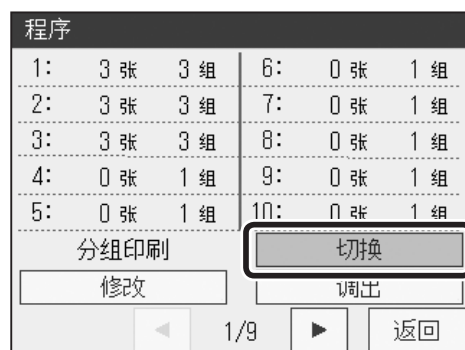 程序
1: 3 张 3 组 6: 0 张 1 组
2: 3 张 3 组 7: 0 张 1 组
3: 3 张 3 组 8: 0 张 1 组
4: 0 张 1 组 9: 0 张 1 组
5: 0 张 1 组 10: 0 张 1 组
分组印刷 切换
修改 调出
◀ 1/9 ▶ 返回